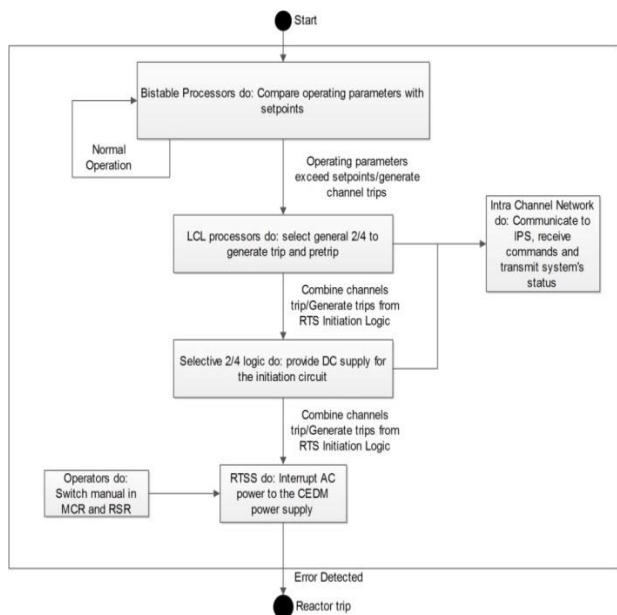 Start
Bistable Processors do: Compare operating parameters with
setpoints
Normal
Operation
Operating parameters
exceed setpoints/generate
channel trips
Intra Channel Network
do: Communicate to
IPS, receive
commands and
transmit system's
status
LCL processors do: select general 2/4 to
generate trip and pretrip
Combine channels
trip/Generate trips from
RTS Initiation Logic
Selective 2/4 logic do: provide DC supply for
the initiation circuit
Combine channels
trip/Generate trips from
RTS Initiation Logic
Operators do:
Switch manual in
MCR and RSR
RTSS do: Interrupt AC
power to the CEDM
power supply
Error Detected
Reactor trip